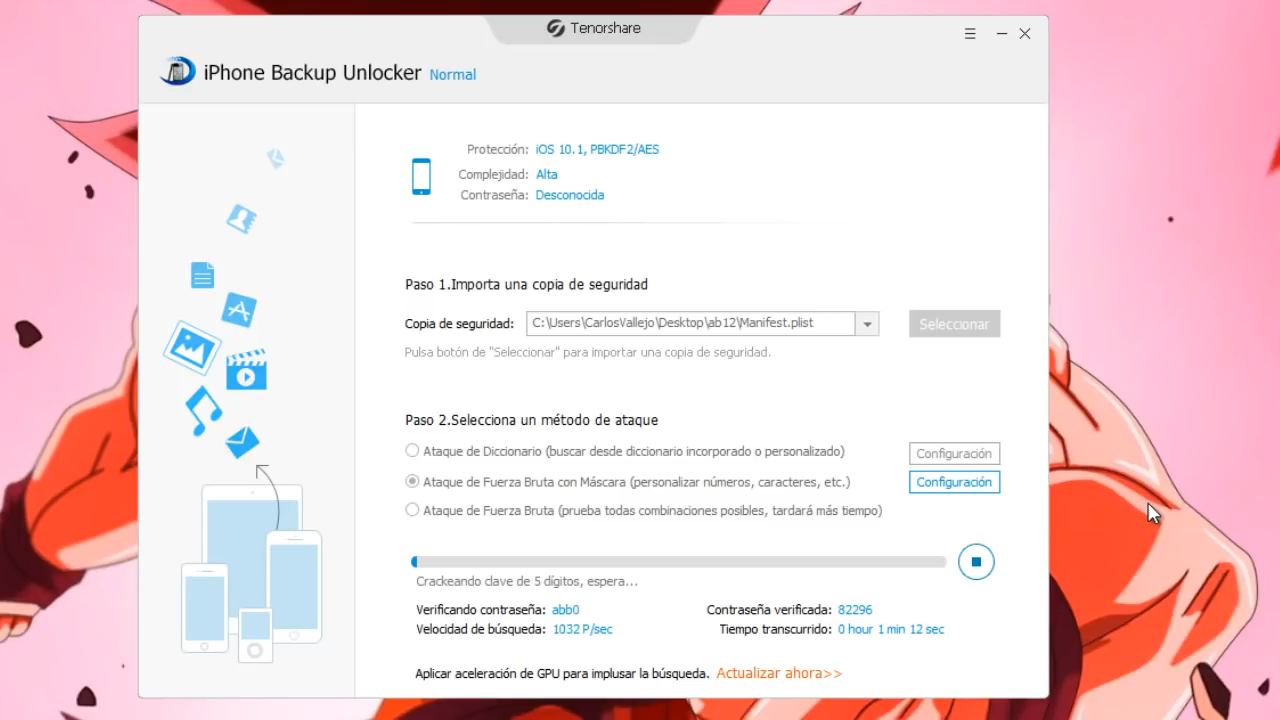 Tenorshare
iPhone Backup Unlocker Normal
Protección: iOS 10.1, PBKDF2/AES
Complejidad: Alta
Contraseña: Desconocida
Paso 1.Importa una copia de seguridad
Copia de seguridad: C:\Users\CarlosVallejo\Desktop\ab12\Manifest.plist Seleccionar
Pulsa botón de "Seleccionar" para importar una copia de seguridad.
Paso 2.Selecciona un método de ataque
Ataque de Diccionario (buscar desde diccionario incorporado o personalizado) Configuración
Ataque de Fuerza Bruta con Máscara (personalizar números, caracteres, etc.) Configuración
Ataque de Fuerza Bruta (prueba todas combinaciones posibles, tardará más tiempo)
Crackeando clave de 5 dígitos, espera...
Verificando contraseña: abb0 Contraseña verificada: 82296
Velocidad de búsqueda: 1032 P/sec Tiempo transcurrido: 0 hour 1 min 12 sec
Aplicar aceleración de GPU para implusar la búsqueda. Actualizar ahora>>